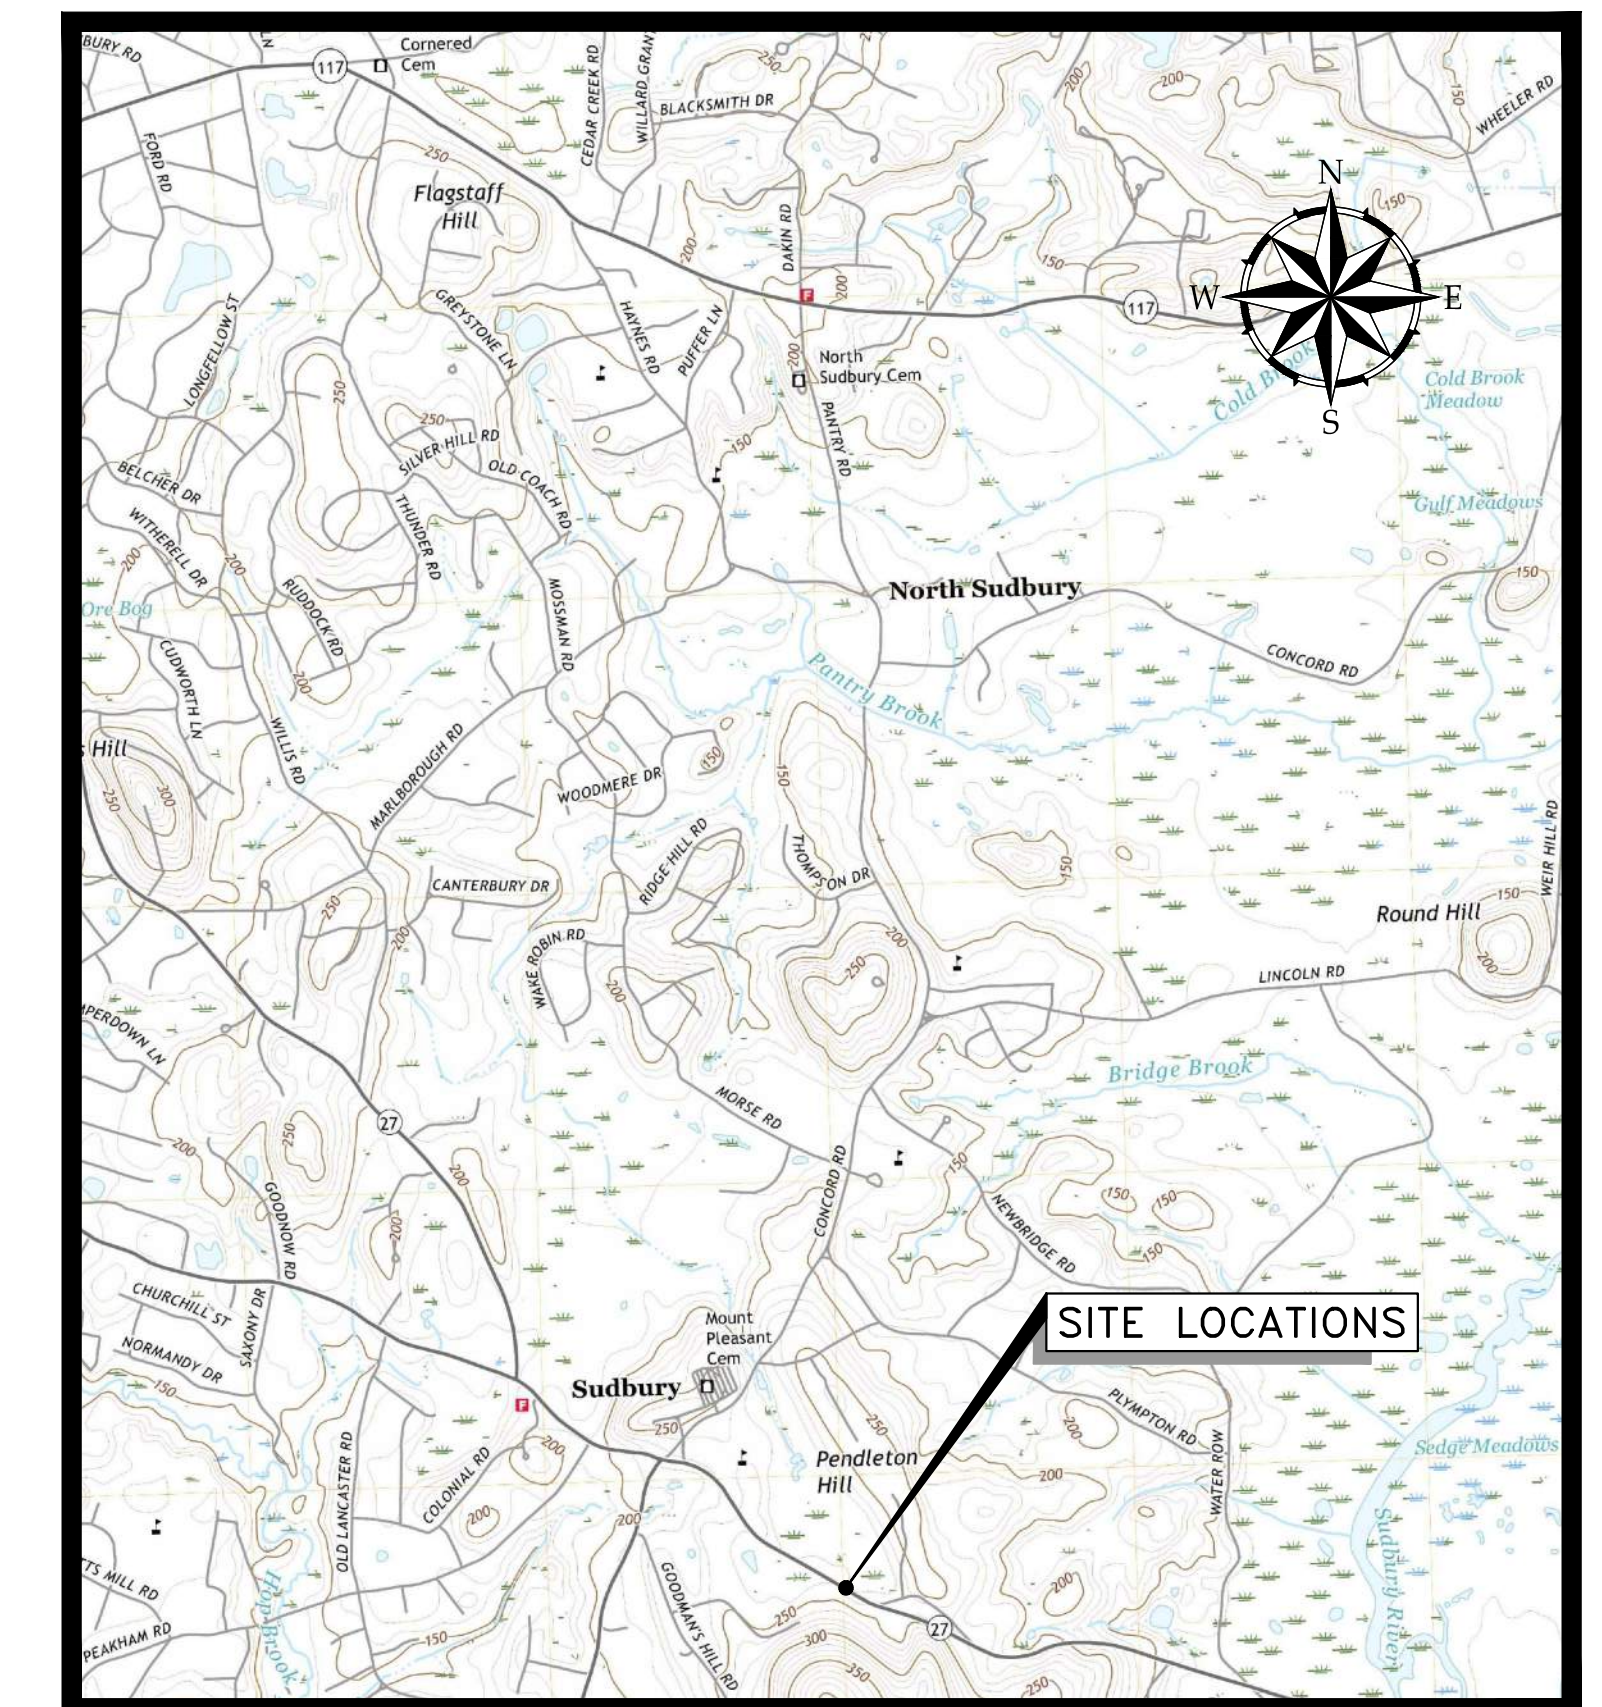 BURY RD
LN
117
Cornered
Cem
CEDAR CREEK RD
WILLARD GRANT
BLACKSMITH DR
250
200
200
150
WHEELER RD
FORD RD
250
Flagstaff
Hill
200
DAKIN RD
F
200
150
150
N
W
E
S
117
LONGFELLOW ST
GREYSTONE LN
HAYNES RD
PUFFER LN
200
North
Sudbury Cem
Cold Brook
Cold Brook
Meadow
250
250
SILVER HILL RD
OLD COACH RD
150
PANTRY RD
BELCHER DR
WITHERELL DR
THUNDER RD
Gulf Meadows
200
200
150
Ore Bog
RUDDOCK RD
MOSSMAN RD
North Sudbury
CUDWORTH LN
200
Pantry Brook
CONCORD RD
s Hill
WILLIS RD
MARLBOROUGH RD
150
150
250
300
WOODMERE DR
RIDGE HILL RD
THOMPSON DR
150
WEIR HILL RD
CANTERBURY DR
150
250
200
Round Hill
WAKE ROBIN RD
200
250
200
200
LINCOLN RD
MPERDOWN LN
Bridge Brook
MORSE RD
27
200
250
200
150
CONCORD RD
150
150
GOODNOW RD
200
NEWBRIDGE RD
150
CHURCHILL ST
SAXONY DR
NORMANDY DR
150
Mount
Pleasant
Cem
SITE LOCATIONS
Sudbury
F
250
250
PLYMPTON RD
200
OLD LANCASTER RD
COLONIAL RD
200
Pendleton
Hill
200
WATER ROW
Sedge Meadows
200
200
Sudbury River
TS MILL RD
Hop Brook
GOODMAN'S HILL RD
200
250
27
PEAKHAM RD
150
300
350
250